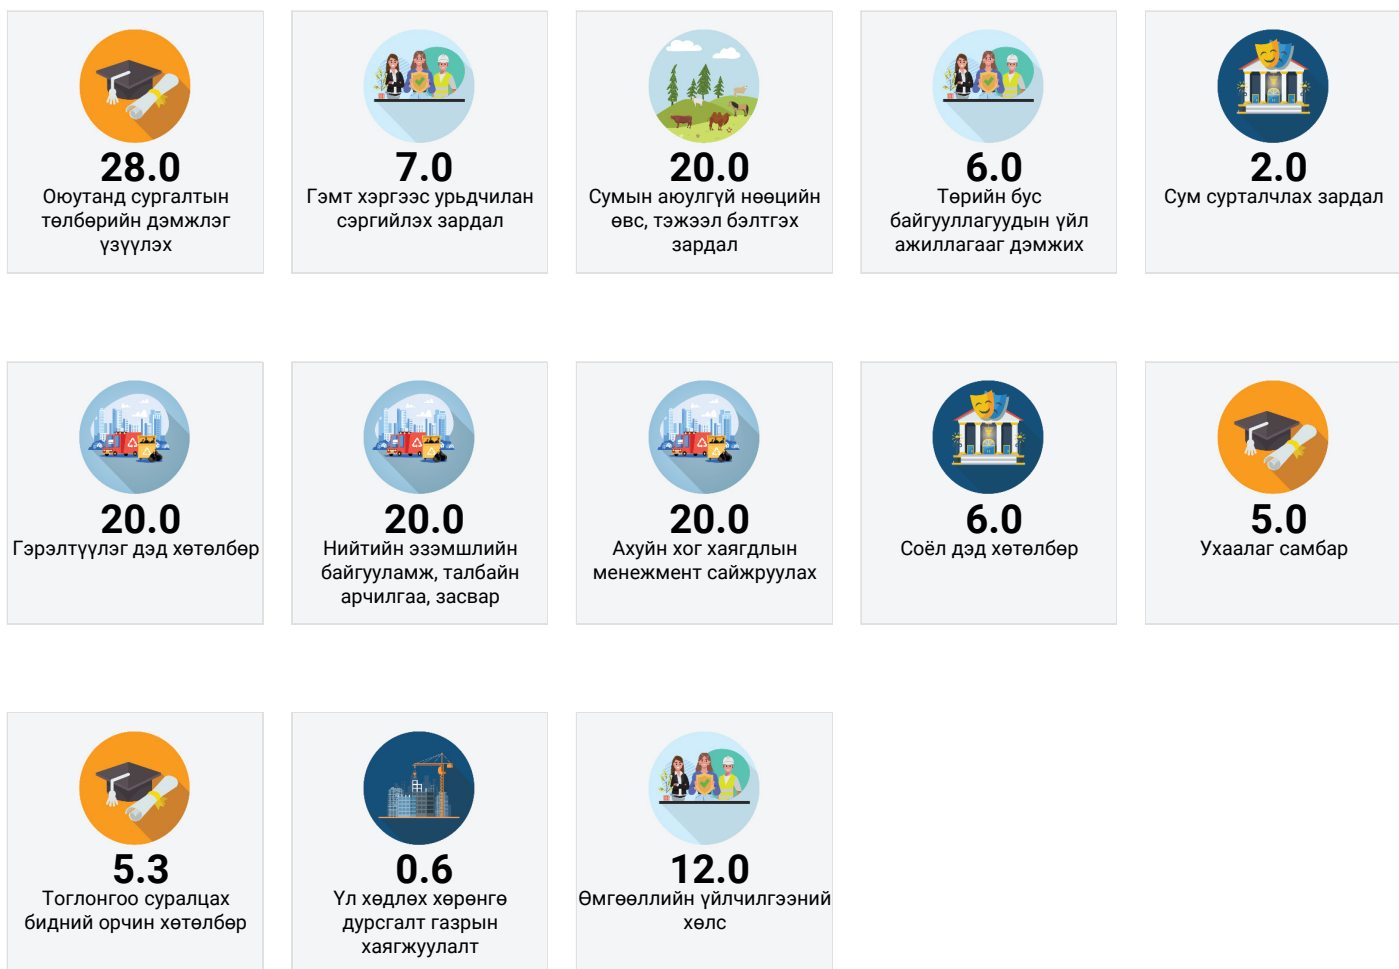 28.0
Оюутанд сургалтын
төлбөрийн дэмжлэг
үзүүлэх
7.0
Гэмт хэргээс урьдчилан
сэргийлэх зардал
20.0
Сумын аюулгүй нөөцийн
өвс, тэжээл бэлтгэх
зардал
6.0
Төрийн бус
байгууллагуудын үйл
ажиллагааг дэмжих
2.0
Сум сурталчлах зардал
20.0
Гэрэлтүүлэг дэд хөтөлбөр
20.0
Нийтийн эзэмшлийн
байгууламж, талбайн
арчилгаа, засвар
20.0
Ахуйн хог хаягдлын
менежмент сайжруулах
6.0
Соёл дэд хөтөлбөр
5.0
Ухаалаг самбар
5.3
Тоглонгоо суралцах
бидний орчин хөтөлбөр
0.6
Үл хөдлөх хөрөнгө
дурсгалт газрын
хаягжуулалт
12.0
Өмгөөллийн үйлчилгээний
хөлс